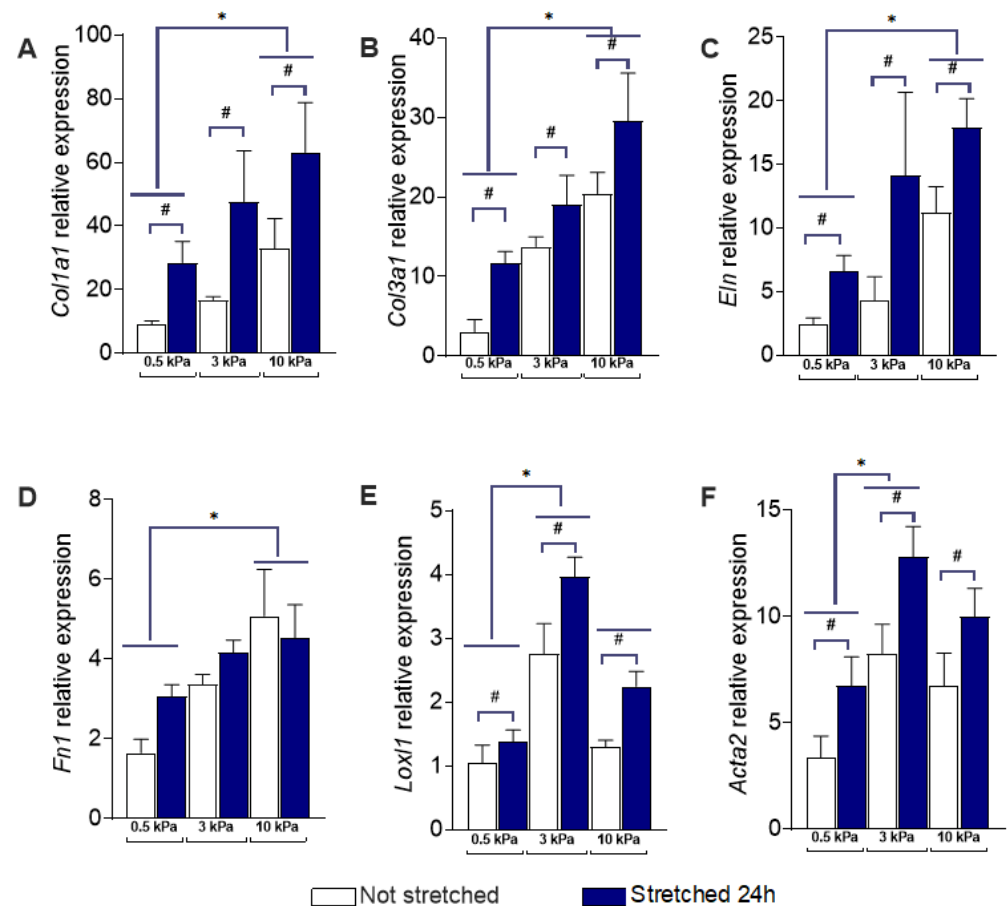 A
Col1a1 relative expression
100
80
60
40
20
0
*
#
#
#
0.5 kPa 3 kPa 10 kPa
B
Col3a1 relative expression
40
30
20
10
0
*
#
#
#
0.5 kPa 3 kPa 10 kPa
C
Eln relative expression
25
20
15
10
5
0
*
#
#
#
0.5 kPa 3 kPa 10 kPa
D
Fn1 relative expression
8
6
4
2
0
*
0.5 kPa 3 kPa 10 kPa
E
Loxl1 relative expression
5
4
3
2
1
0
*
#
#
#
0.5 kPa 3 kPa 10 kPa
F
Acta2 relative expression
15
10
5
0
*
#
#
#
0.5 kPa 3 kPa 10 kPa
Not stretched Stretched 24h